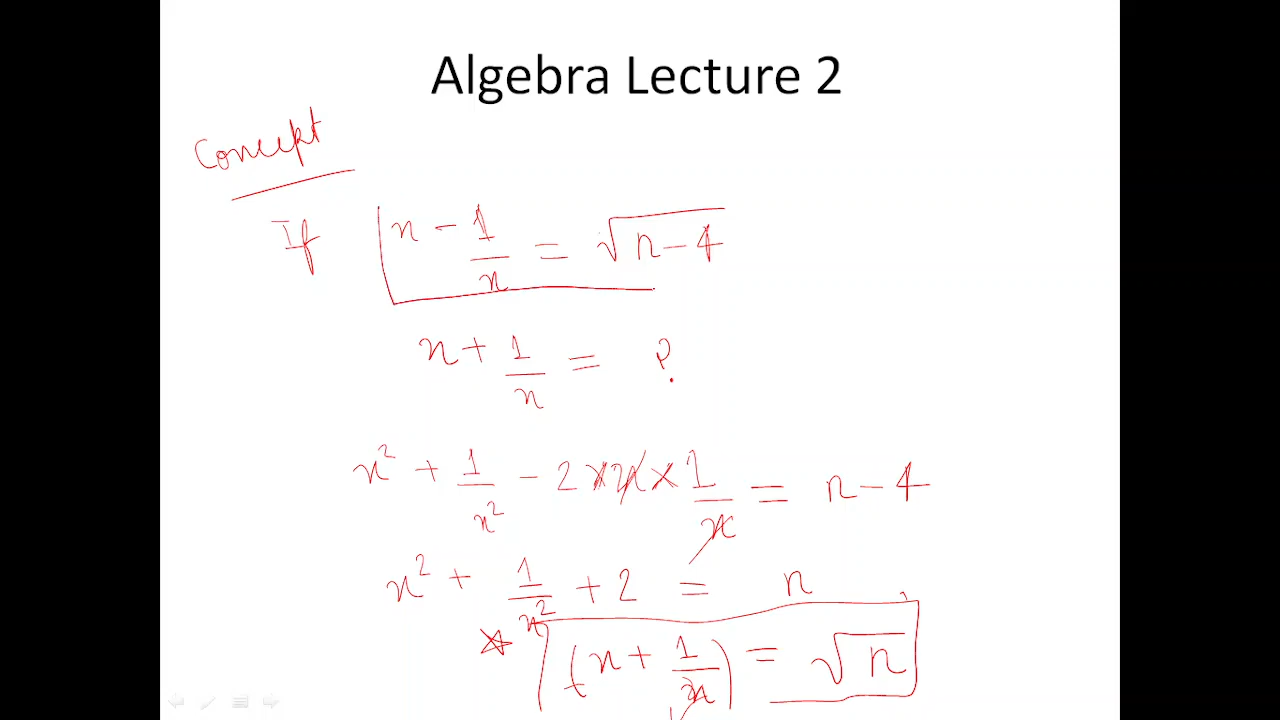 Algebra Lecture 2
Concept
If x - 1/x = √n-4
x + 1/x = ?
x² + 1/x² - 2 × x × 1/x = n - 4
x² + 1/x² + 2 = n
* (x + 1/x) = √n